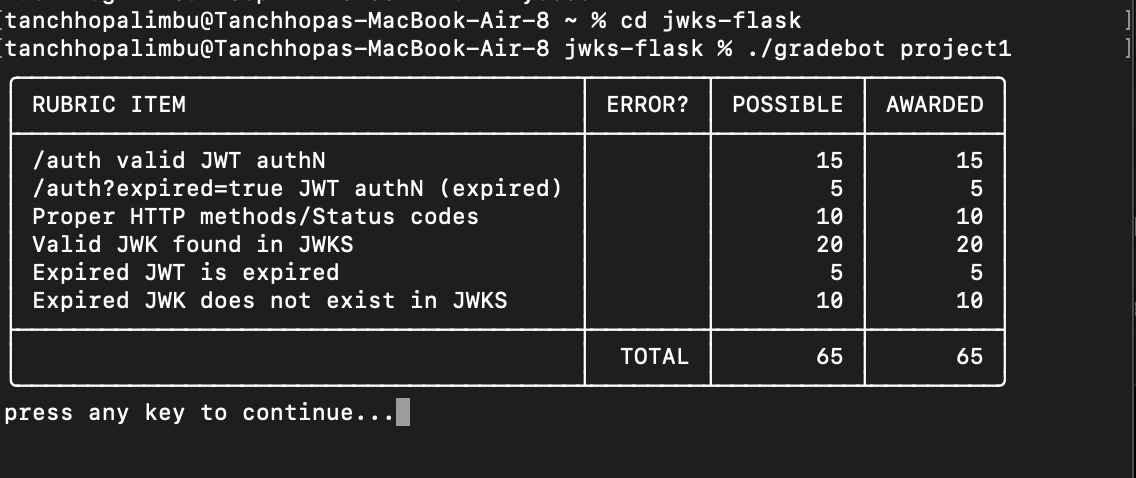 tanchhopalimbu@Tanchhopas-MacBook-Air-8 ~ % cd jwks-flask
tanchhopalimbu@Tanchhopas-MacBook-Air-8 jwks-flask % ./gradebot project1
RUBRIC ITEM ERROR? POSSIBLE AWARDED
/auth valid JWT authN 15 15
/auth?expired=true JWT authN (expired) 5 5
Proper HTTP methods/Status codes 10 10
Valid JWK found in JWKS 20 20
Expired JWT is expired 5 5
Expired JWK does not exist in JWKS 10 10
TOTAL 65 65
press any key to continue...